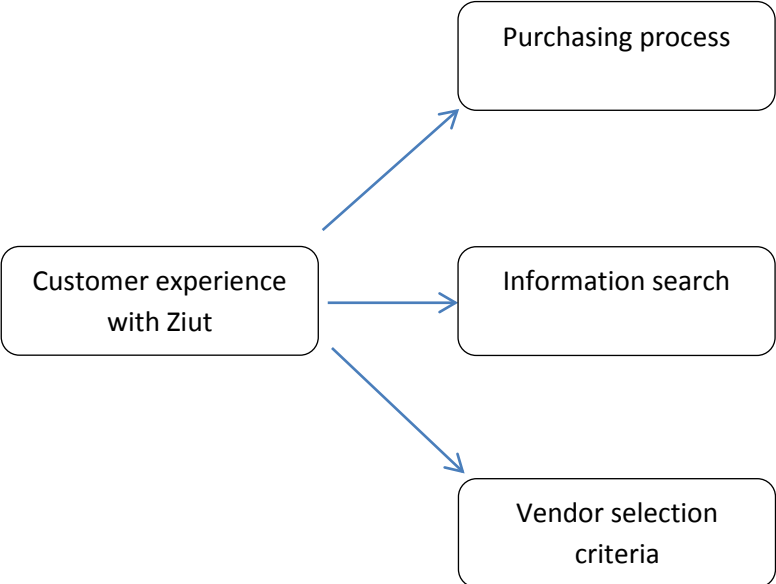 Purchasing process
Customer experience
with Ziut
Information search
Vendor selection
criteria